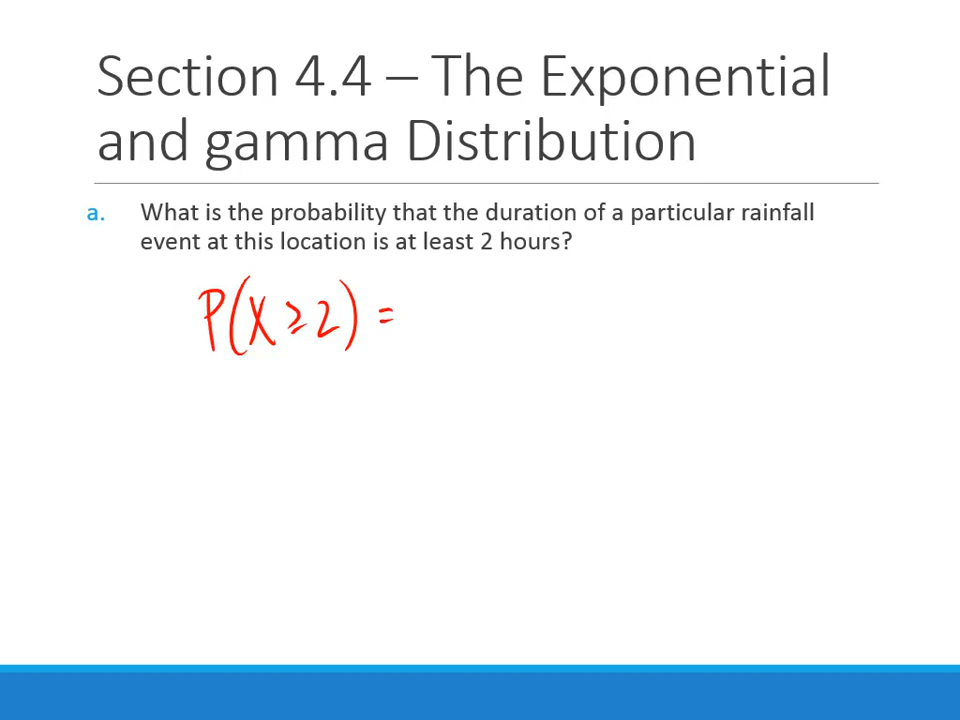 Section 4.4 – The Exponential
and gamma Distribution
a. What is the probability that the duration of a particular rainfall
event at this location is at least 2 hours?
P(X ≥ 2) =